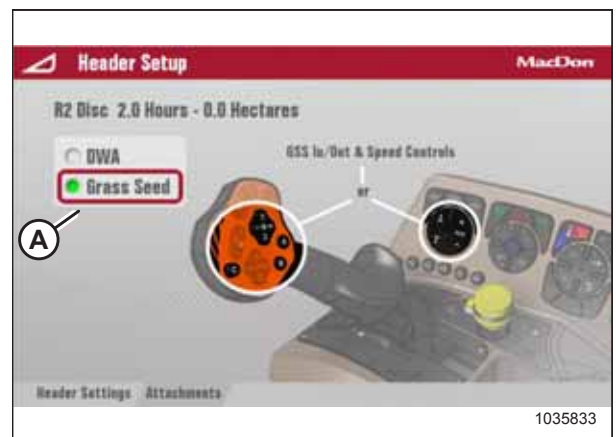 Header Setup
MacDon
R2 Disc 2.0 Hours - 0.0 Hectares
DWA
Grass Seed
GSS In/Out & Speed Controls
or
A
Header Settings Attachments
1035833